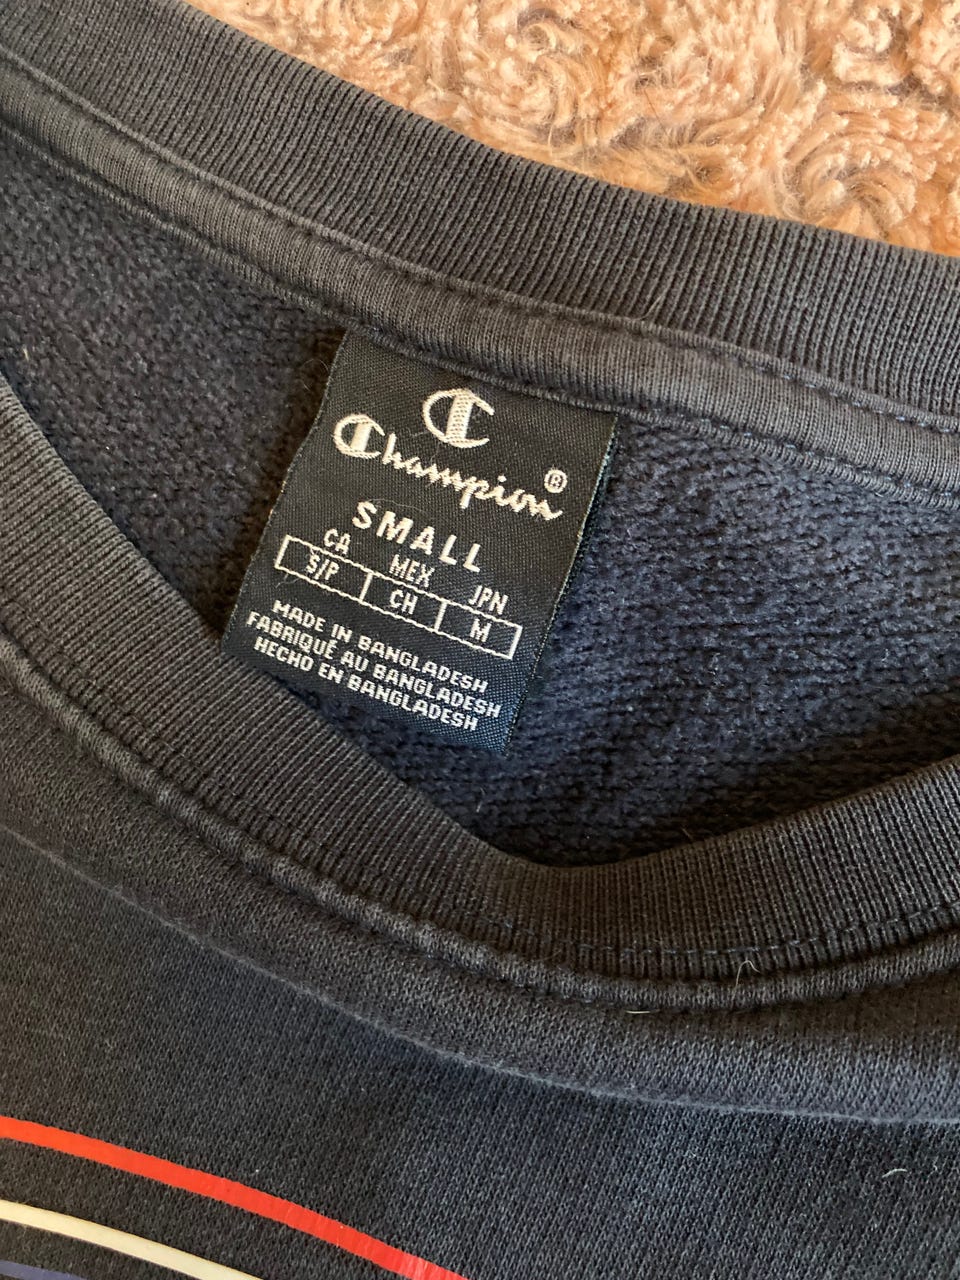 Champion®
SMALL
CA MEX JPN
S/P CH M
MADE IN BANGLADESH
FABRIQUÉ AU BANGLADESH
HECHO EN BANGLADESH